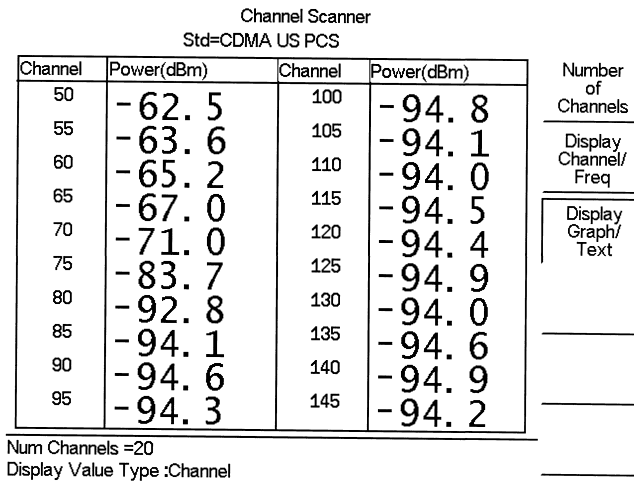 Channel Scanner
Std=CDMA US PCS
Channel Power(dBm) Channel Power(dBm)
50 -62.5 100 -94.8
55 -63.6 105 -94.1
60 -65.2 110 -94.0
65 -67.0 115 -94.5
70 -71.0 120 -94.4
75 -83.7 125 -94.9
80 -92.8 130 -94.0
85 -94.1 135 -94.6
90 -94.6 140 -94.9
95 -94.3 145 -94.2
Num Channels =20
Display Value Type :Channel
Number
of
Channels
Display
Channel/
Freq
Display
Graph/
Text